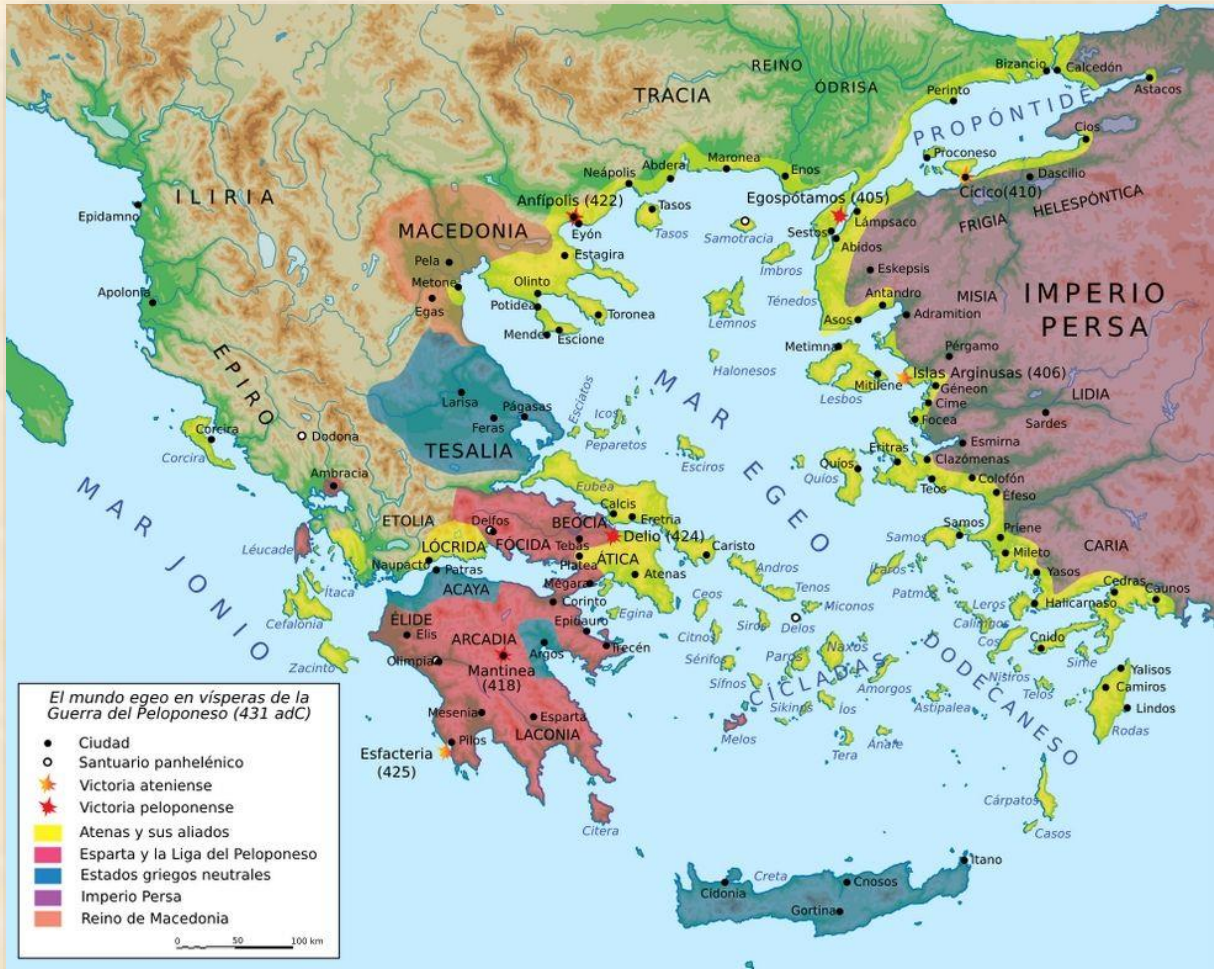 REINO
ÓDRISA
TRACIA
Bizancio
Calcedón
Perinto
Astacos
PROPÓNTIDE
Cios
Proconeso
Cícico(410)
Dascilio
FRIGIA
HELESPÓNTICA
Maronea
Abdera
Neápolis
Enos
ILIRIA
Epidamno
Anfípolis (422)
Eyón
Tasos
Tasos
Samotracia
Egospótamos (405)
Lámpsaco
Sestos
Abidos
MACEDONIA
Pela
Estagira
Imbros
Eskepsis
Apolonia
Metone
Egas
Olinto
Potidea
Toronea
Mende
Escione
Lemnos
Ténedos
Antandro
MISIA
IMPERIO
PERSA
Asos
Adramition
Metimna
Pérgamo
EPIRO
Halonesos
MAR EGEO
Mitilene
Lesbos
Islas Arginusas (406)
Géneon
Cime
LIDIA
Larisa
Págasas
Feras
Esciatos
Icos
Peparetos
Focea
Sardes
Corcira
Corcira
Dodona
TESALIA
Esciros
Esmirna
Eritras
Clazómenas
Quíos
Quíos
Ambracia
MAR JONIO
Eubea
Teos
Colofón
Éfeso
ETOLIA
Delfos
BEOCIA
Calcis
Eretria
Delio (424)
Léucade
LÓCRIDA
FÓCIDA
Tebas
ÁTICA
Caristo
Samos
Samos
Priene
Naupacto
Patras
Platea
Atenas
Andros
Ícaros
Mileto
CARIA
Ítaca
ACAYA
Mégara
Tenos
Patmos
Yasos
Cefalonia
Corinto
Egina
Ceos
Miconos
Leros
Cedras
Caunos
ÉLIDE
Epidauro
Siros
Delos
Calimnos
Halicarnaso
Elis
ARCADIA
Citnos
Cos
Zacinto
Olimpia
Argos
Trecén
Naxos
Cnido
Mantinea
(418)
Sérifos
Paros
DODECANESO
Sime
Yalisos
Sífnos
CÍCLADAS
Amorgos
Nisiros
Telos
Camiros
Mesenia
Esparta
Sikinos
Íos
Astipalea
Lindos
LACONIA
Melos
Rodas
Pilos
Esfacteria
(425)
Tera
Anafe
Citera
Cárpatos
Casos
Creta
Itano
Cidonia
Cnosos
Gortina
El mundo egeo en vísperas de la
Guerra del Peloponeso (431 adC)
Ciudad
Santuario panhelénico
Victoria ateniense
Victoria peloponense
Atenas y sus aliados
Esparta y la Liga del Peloponeso
Estados griegos neutrales
Imperio Persa
Reino de Macedonia
0 50 100 km